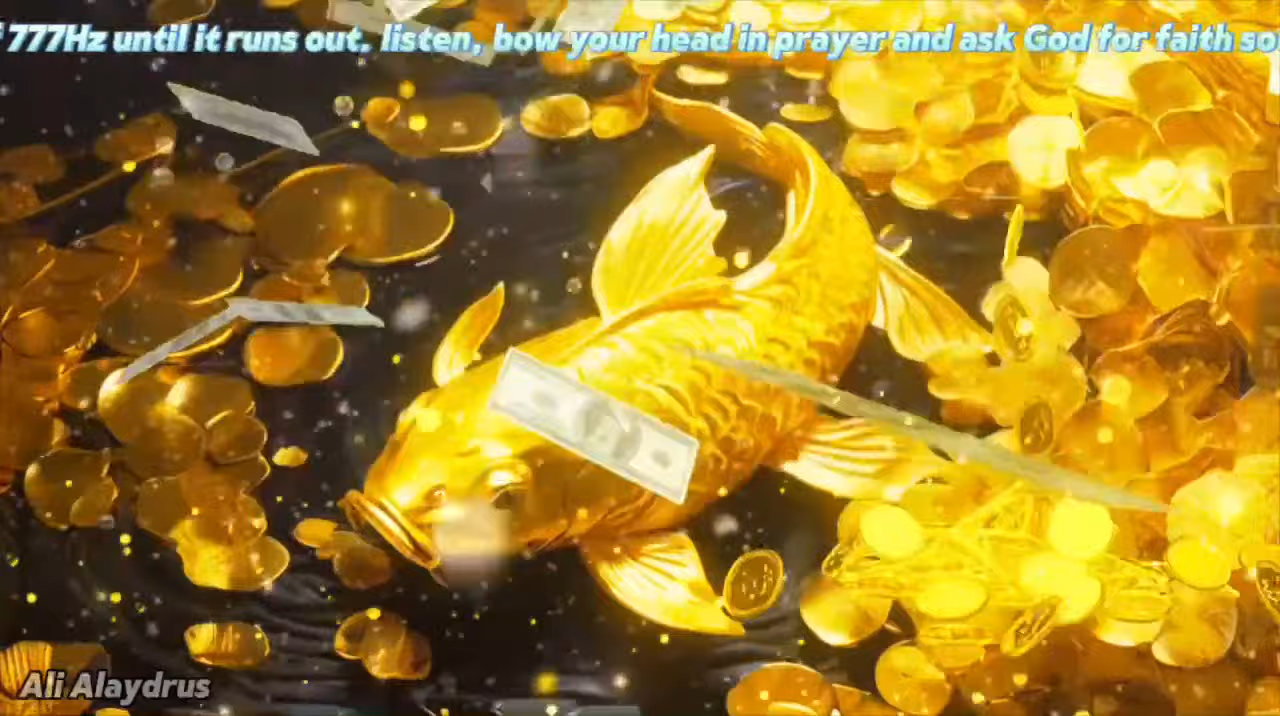 777Hz until it runs out. listen, bow your head in prayer and ask God for faith
Ali Alaydrus